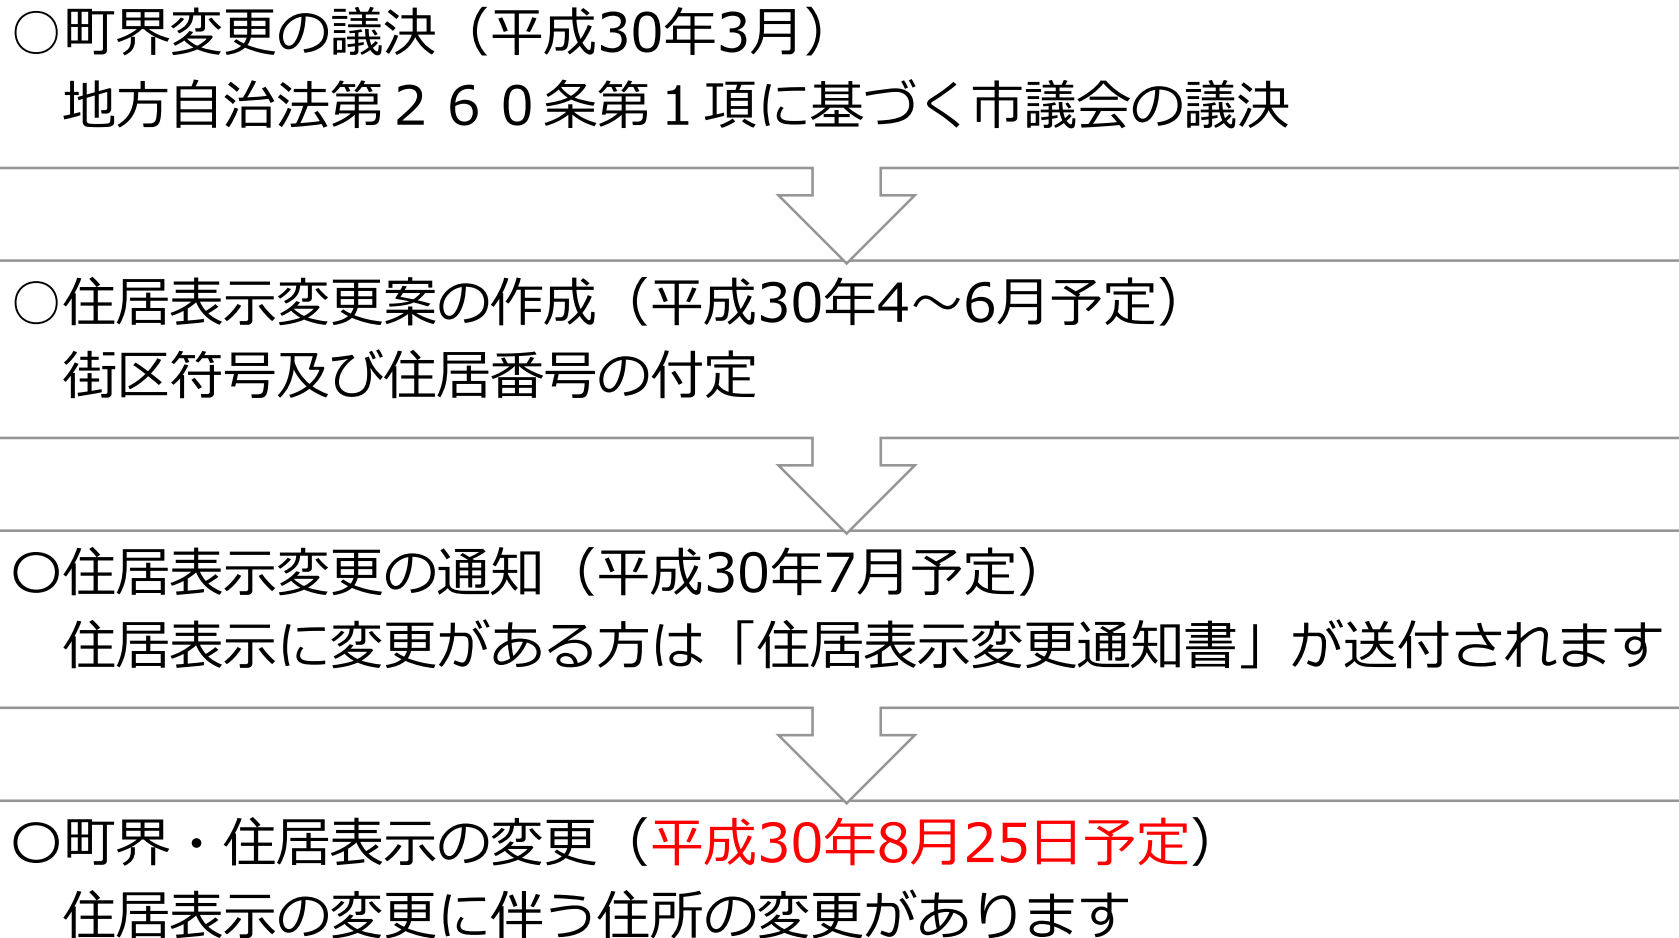 ○町界変更の議決（平成30年3月）
地方自治法第２６０条第１項に基づく市議会の議決
○住居表示変更案の作成（平成30年4～6月予定）
街区符号及び住居番号の付定
〇住居表示変更の通知（平成30年7月予定）
住居表示に変更がある方は「住居表示変更通知書」が送付されます
〇町界・住居表示の変更（平成30年8月25日予定）
住居表示の変更に伴う住所の変更があります